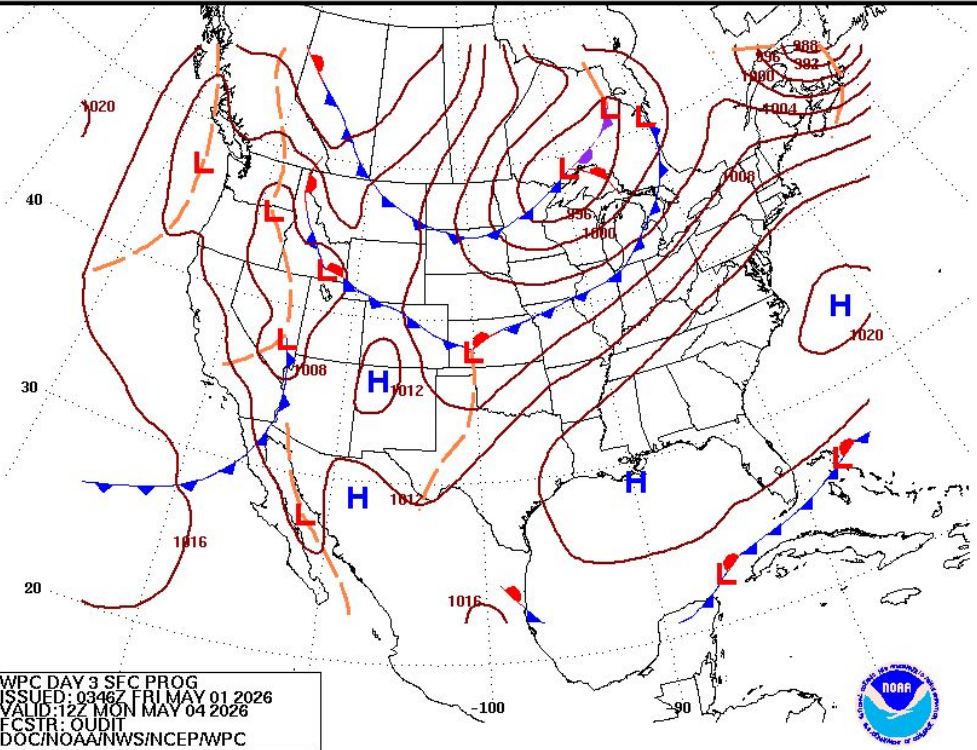 988
996
992
1000
1020
1004
L
L
L
L
1008
40
L
996
1000
L
H
1020
L
L
30
1008
H
1012
L
H
H
1012
L
1016
L
20
1016
-100
-90
NOAA
WPC DAY 3 SFC PROG
ISSUED: 0346Z FRI MAY 01 2026
VALID:12Z MON MAY 04 2026
FCSTR: OUDIT
DOC/NOAA/NWS/NCEP/WPC